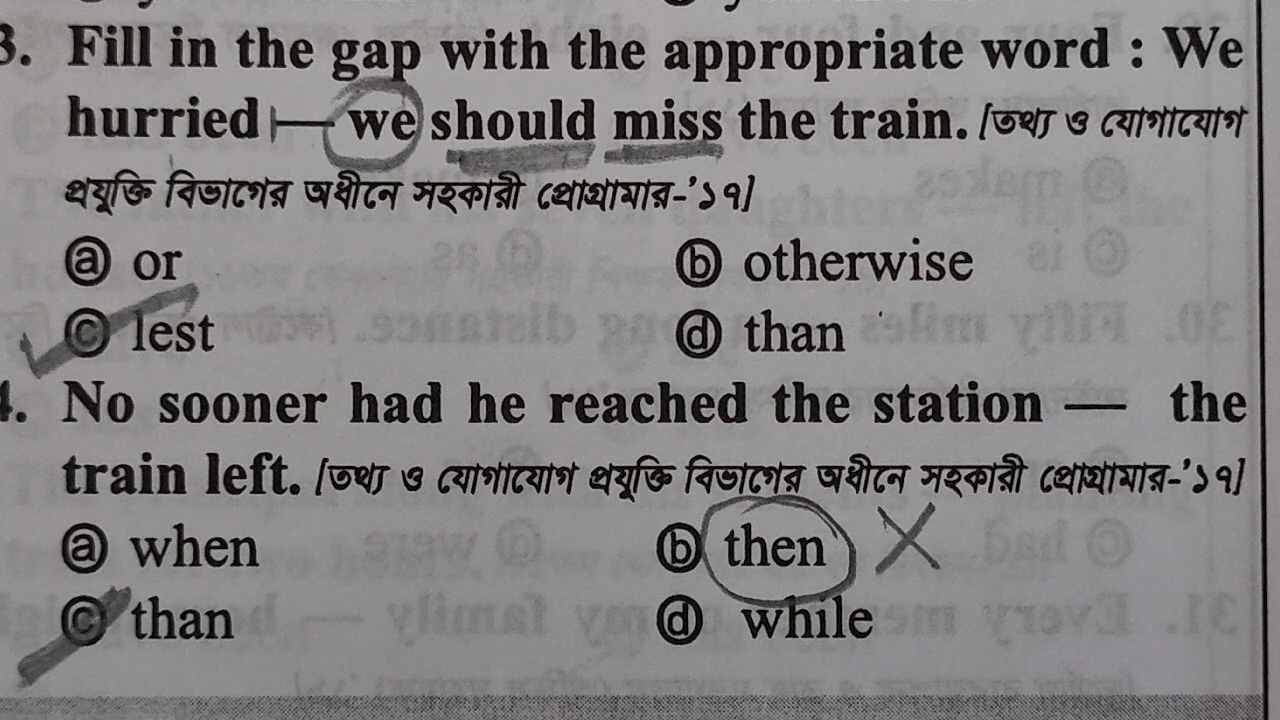 3. Fill in the gap with the appropriate word : We
hurried — we should miss the train. [তথ্য ও যোগাযোগ
প্রযুক্তি বিভাগের অধীনে সহকারী প্রোগ্রামার-’১৭]
ⓐ or ⓑ otherwise
ⓒ lest ⓓ than
4. No sooner had he reached the station — the
train left. [তথ্য ও যোগাযোগ প্রযুক্তি বিভাগের অধীনে সহকারী প্রোগ্রামার-’১৭]
ⓐ when ⓑ then
ⓒ than ⓓ while